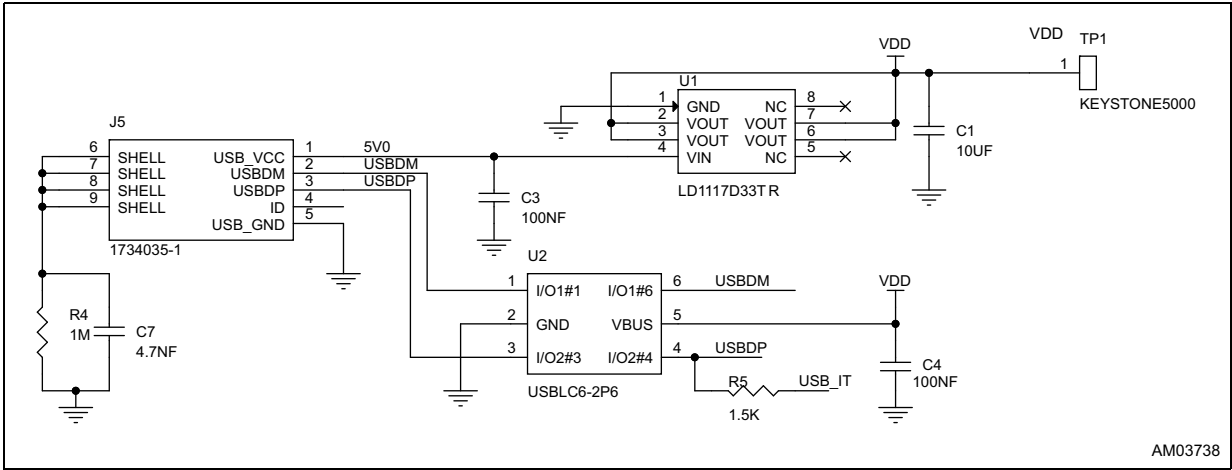 VDD
VDD TP1
1
KEYSTONE5000
U1
1 GND NC 8
2 VOUT VOUT 7
3 VOUT VOUT 6
4 VIN NC 5
LD1117D33TR
C1
10UF
J5
6 SHELL USB_VCC 1 5V0
7 SHELL USBDM 2 USBDM
8 SHELL USBDP 3 USBDP
9 SHELL ID 4
USB_GND 5
1734035-1
C3
100NF
U2
1 I/O1#1 I/O1#6 6 USBDM
2 GND VBUS 5
3 I/O2#3 I/O2#4 4 USBDP
USBLC6-2P6
VDD
R4
1M
C7
4.7NF
C4
100NF
R5 USB_IT
1.5K
AM03738